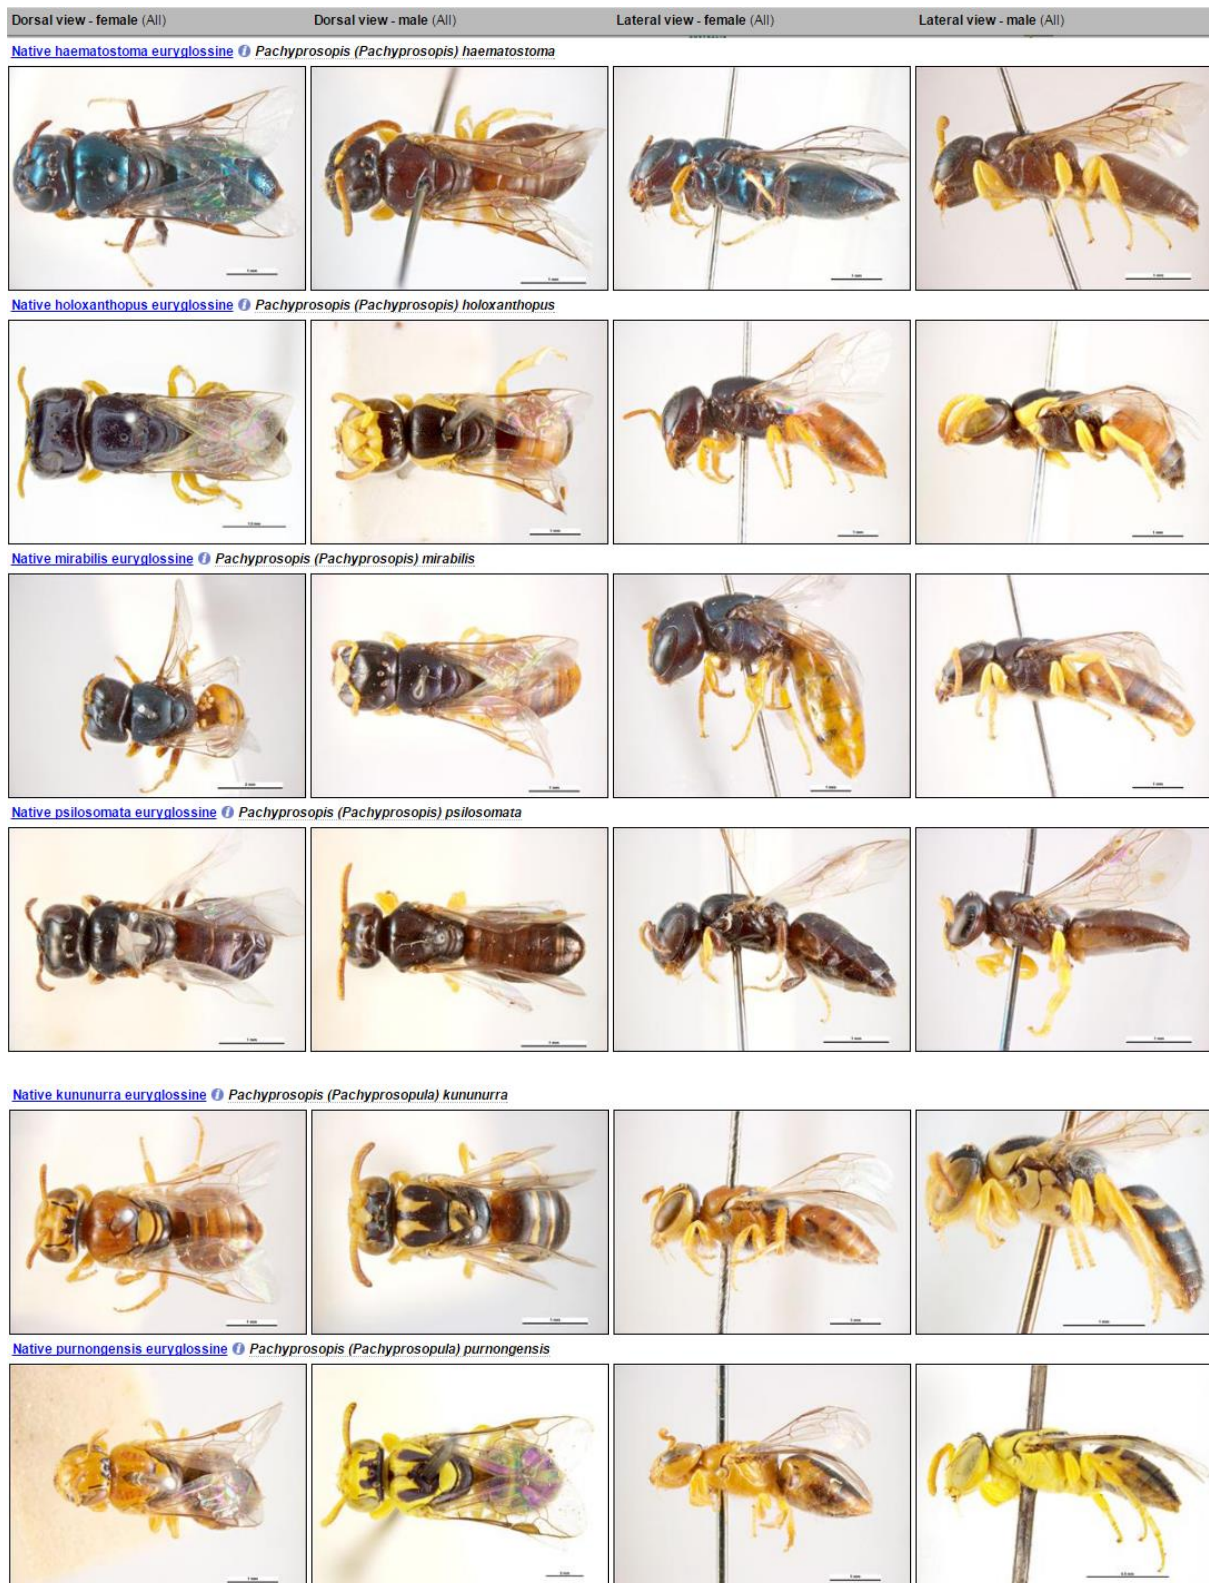 Dorsal view - female (All) Dorsal view - male (All) Lateral view - female (All) Lateral view - male (All)
Native haematostoma euryglossine i Pachyprosopis (Pachyprosopis) haematostoma
Native holoxanthopus euryglossine i Pachyprosopis (Pachyprosopis) holoxanthopus
Native mirabilis euryglossine i Pachyprosopis (Pachyprosopis) mirabilis
Native psilosomata euryglossine i Pachyprosopis (Pachyprosopis) psilosomata
Native kununurra euryglossine i Pachyprosopis (Pachyprosopula) kununurra
Native purnongensis euryglossine i Pachyprosopis (Pachyprosopula) purnongensis